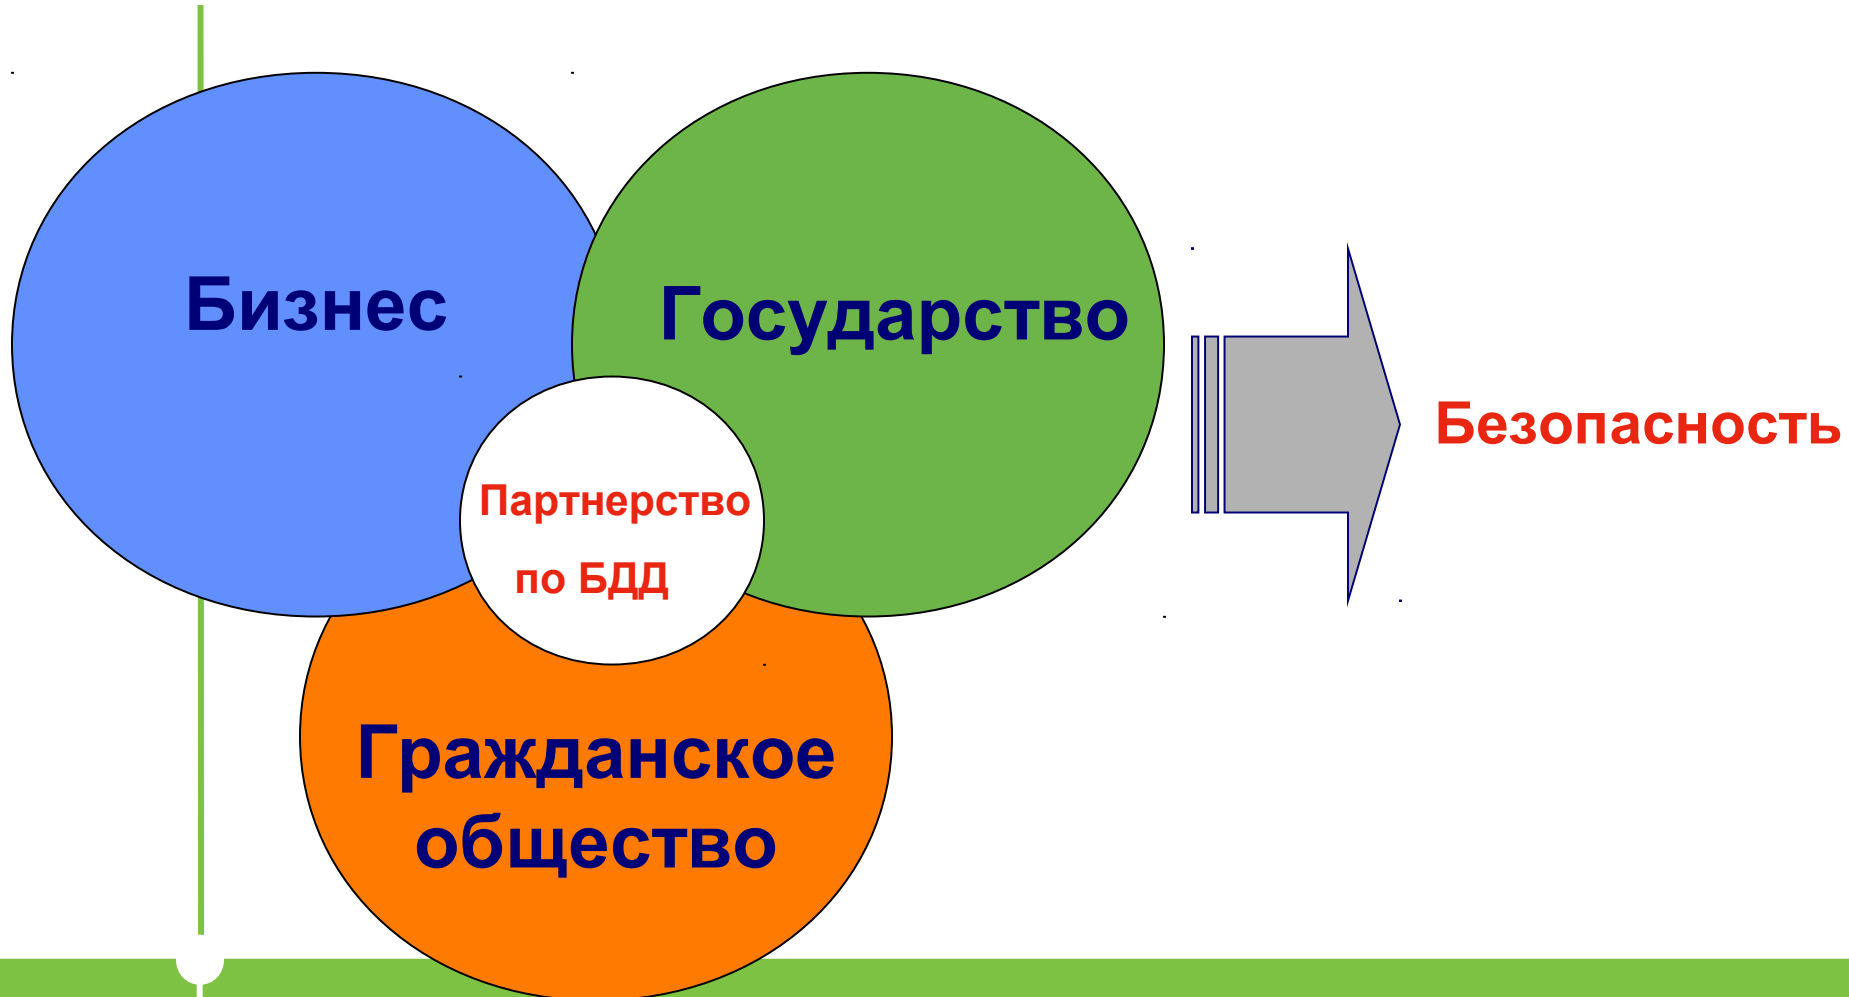 Бизнес
Государство
Партнерство
по БДД
Гражданское
общество
Безопасность